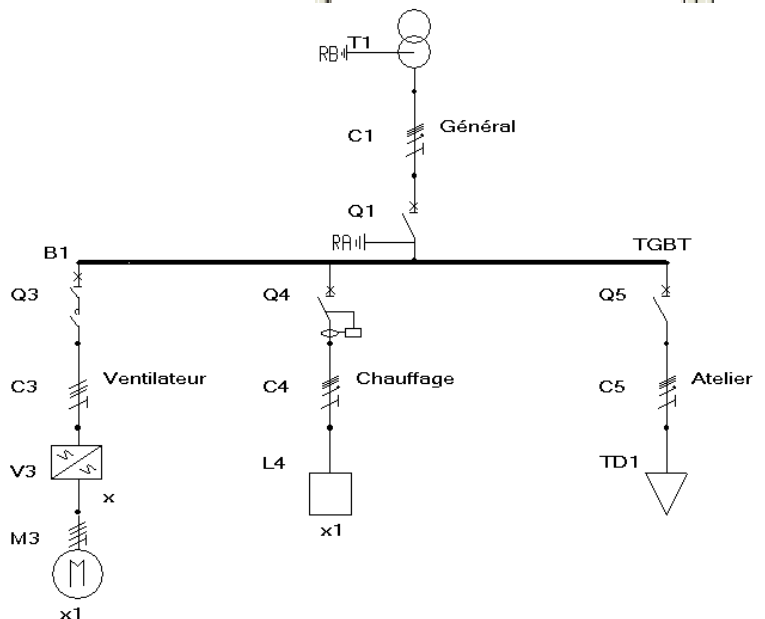 T1
RB
C1 Général
Q1
RA
B1 TGBT
Q3 Q4 Q5
C3 Ventilateur C4 Chauffage C5 Atelier
V3 L4 TD1
x
x1
M3
M
x1